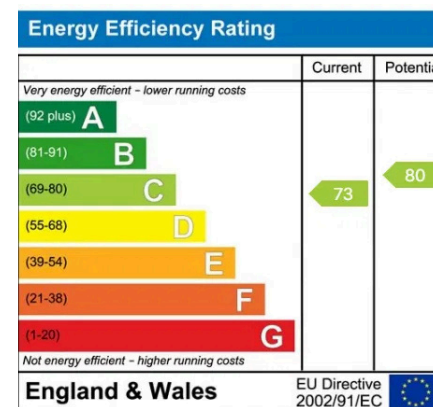 Energy Efficiency Rating
Current Potentia
Very energy efficient – lower running costs
(92 plus) A
(81-91) B
(69-80) C
73
80
(55-68) D
(39-54) E
(21-38) F
(1-20) G
Not energy efficient – higher running costs
England & Wales
EU Directive
2002/91/EC